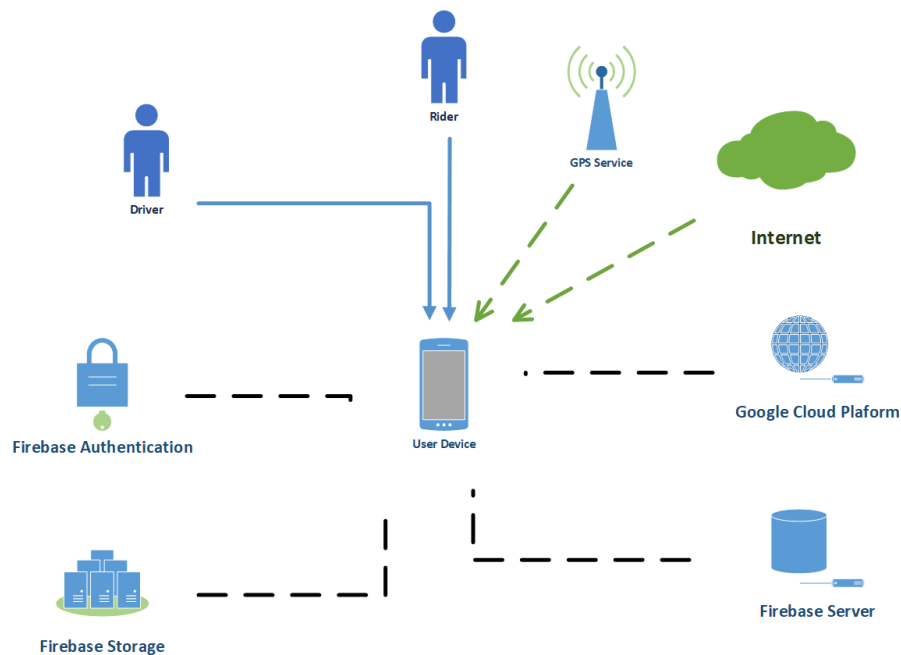 Rider
GPS Service
Driver
Internet
Google Cloud Plaform
User Device
Firebase Authentication
Firebase Server
Firebase Storage